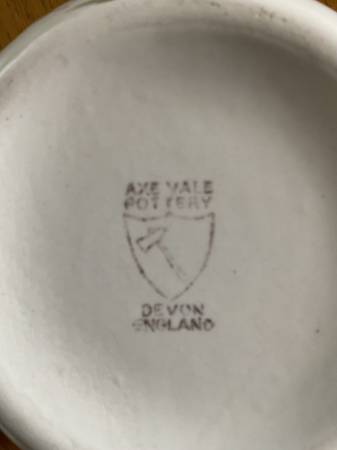 AXE VALE
POTTERY
DEVON
ENGLAND